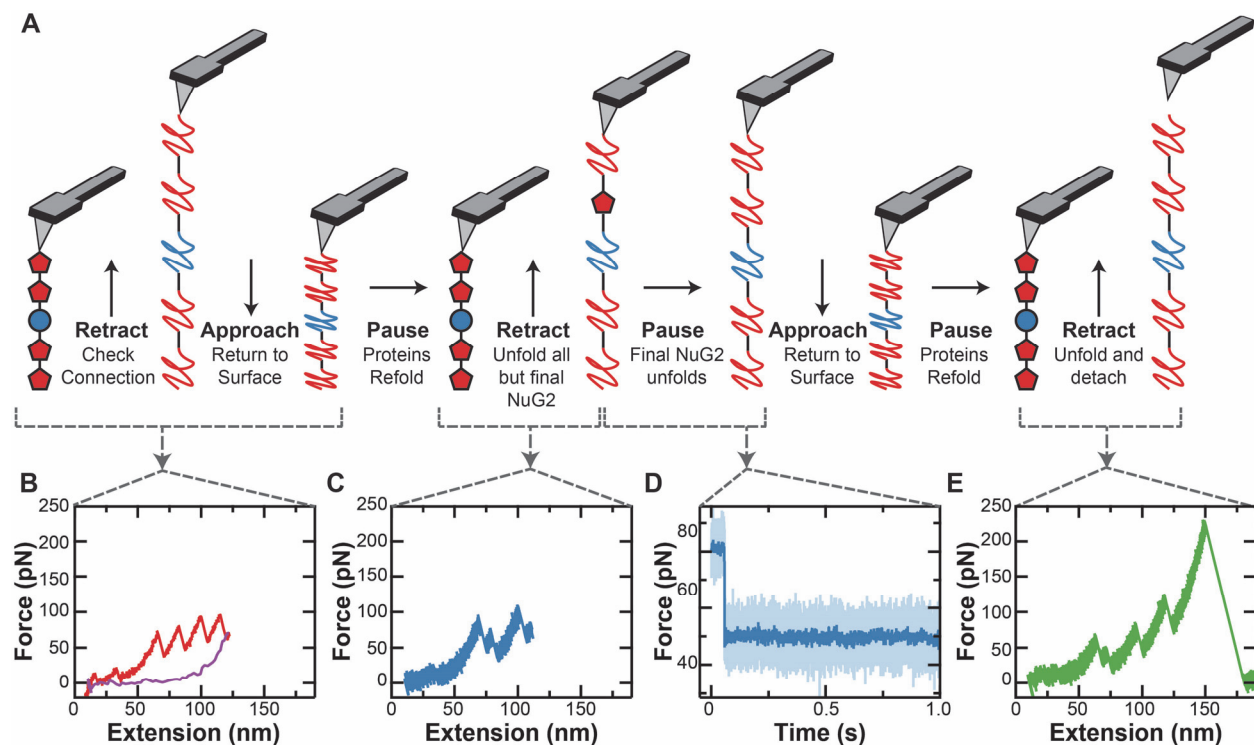 A
Retract
Check
Connection
Approach
Return to
Surface
Pause
Proteins
Refold
Retract
Unfold all
but final
NuG2
Pause
Final NuG2
unfolds
Approach
Return to
Surface
Pause
Proteins
Refold
Retract
Unfold and
detach
B
250
200
150
100
50
0
Force (pN)
0 50 100 150
Extension (nm)
C
250
200
150
100
50
0
Force (pN)
0 50 100 150
Extension (nm)
D
80
60
40
Force (pN)
0 0.5 1.0
Time (s)
E
250
200
150
100
50
0
Force (pN)
0 50 100 150
Extension (nm)